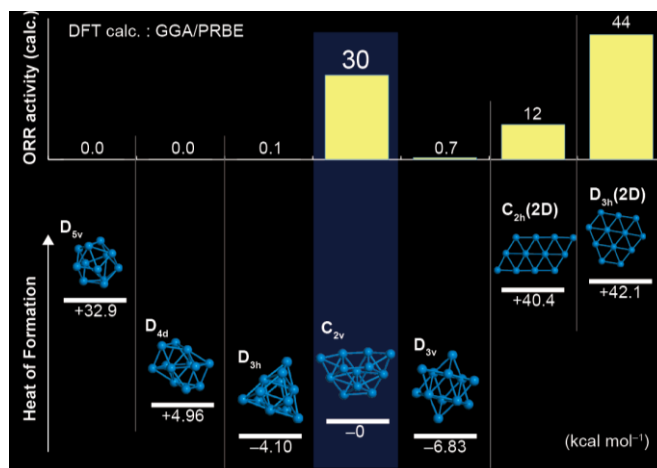 DFT calc. : GGA/PRBE
ORR activity (calc.)
0.0
0.0
0.1
30
0.7
12
44
Heat of Formation
D5v
+32.9
D4d
+4.96
D3h
–4.10
C2v
–0
D3v
–6.83
C2h(2D)
+40.4
D3h(2D)
+42.1
(kcal mol–1)